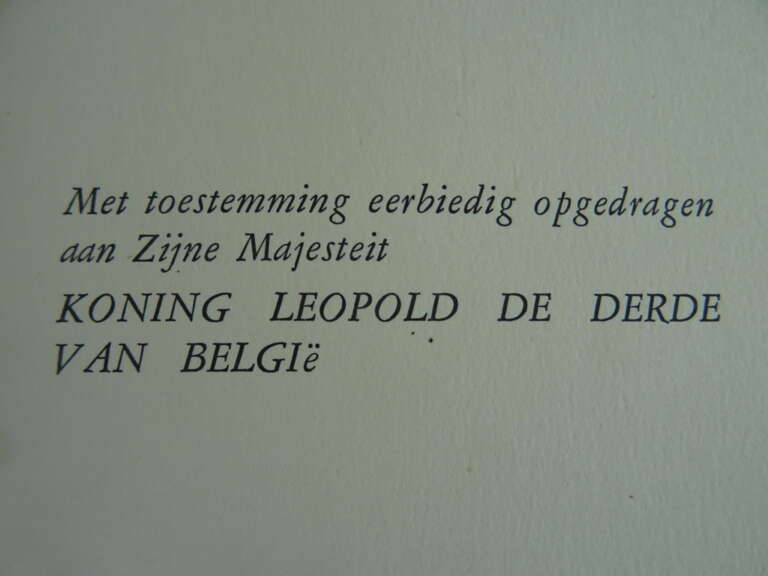 Met toestemming eerbiedig opgedragen
aan Zijne Majesteit
KONING LEOPOLD DE DERDE
VAN BELGIë